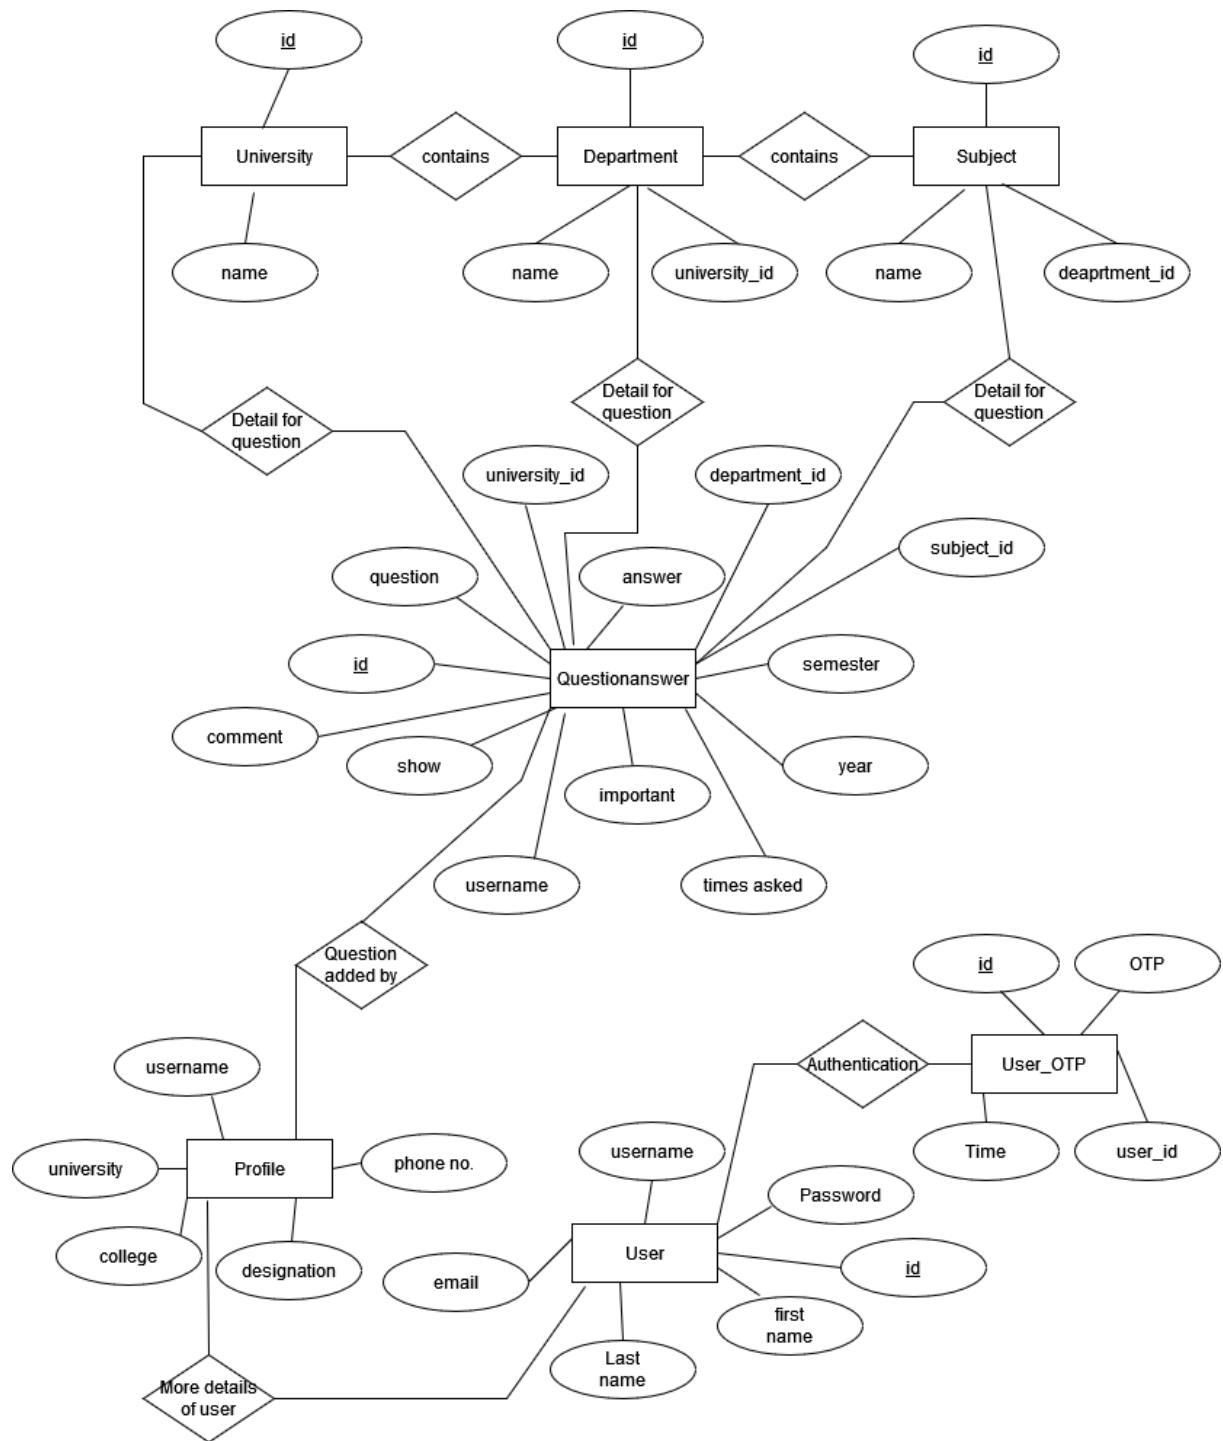 id
id
id
University
contains
Department
contains
Subject
name
name
university_id
name
deaprtment_id
Detail for
question
Detail for
question
Detail for
question
university_id
department_id
question
answer
subject_id
id
Questionanswer
semester
comment
show
important
year
username
times asked
Question
added by
id
OTP
Authentication
User_OTP
username
university
Profile
phone no.
username
Time
user_id
Password
college
designation
email
User
id
first
name
Last
name
More details
of user